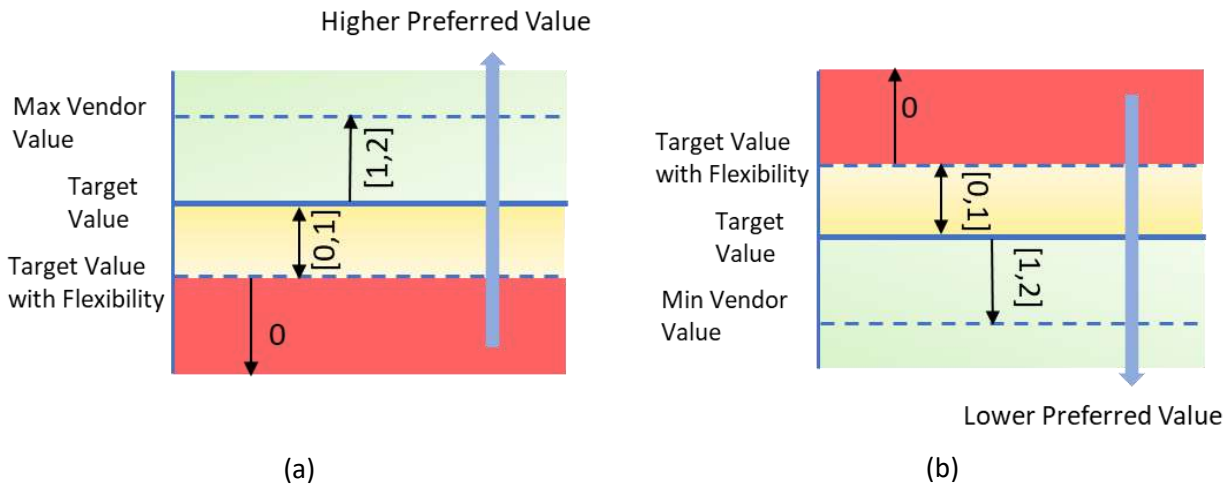 Higher Preferred Value
Max Vendor
Value
[1,2]
Target
Value
[0,1]
Target Value
with Flexibility
0
(a)
0
Target Value
with Flexibility
[0,1]
Target
Value
[1,2]
Min Vendor
Value
Lower Preferred Value
(b)